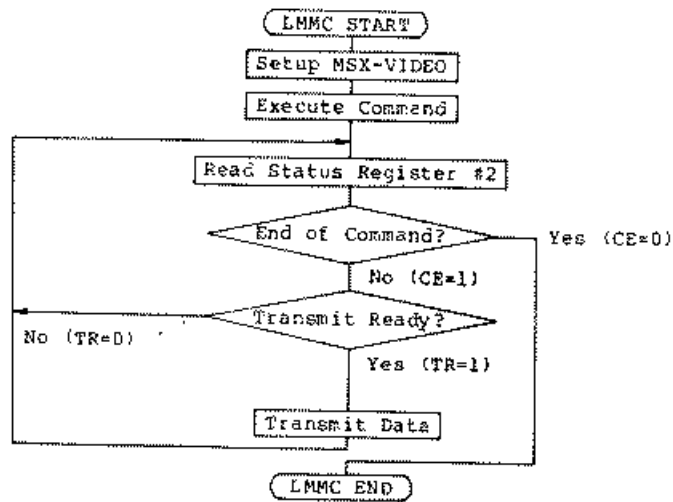 LMMC START
Setup MSX-VIDEO
Execute Command
Read Status Register #2
End of Command?
Yes (CE=0)
No (CE=1)
Transmit Ready?
No (TR=0)
Yes (TR=1)
Transmit Data
LMMC END